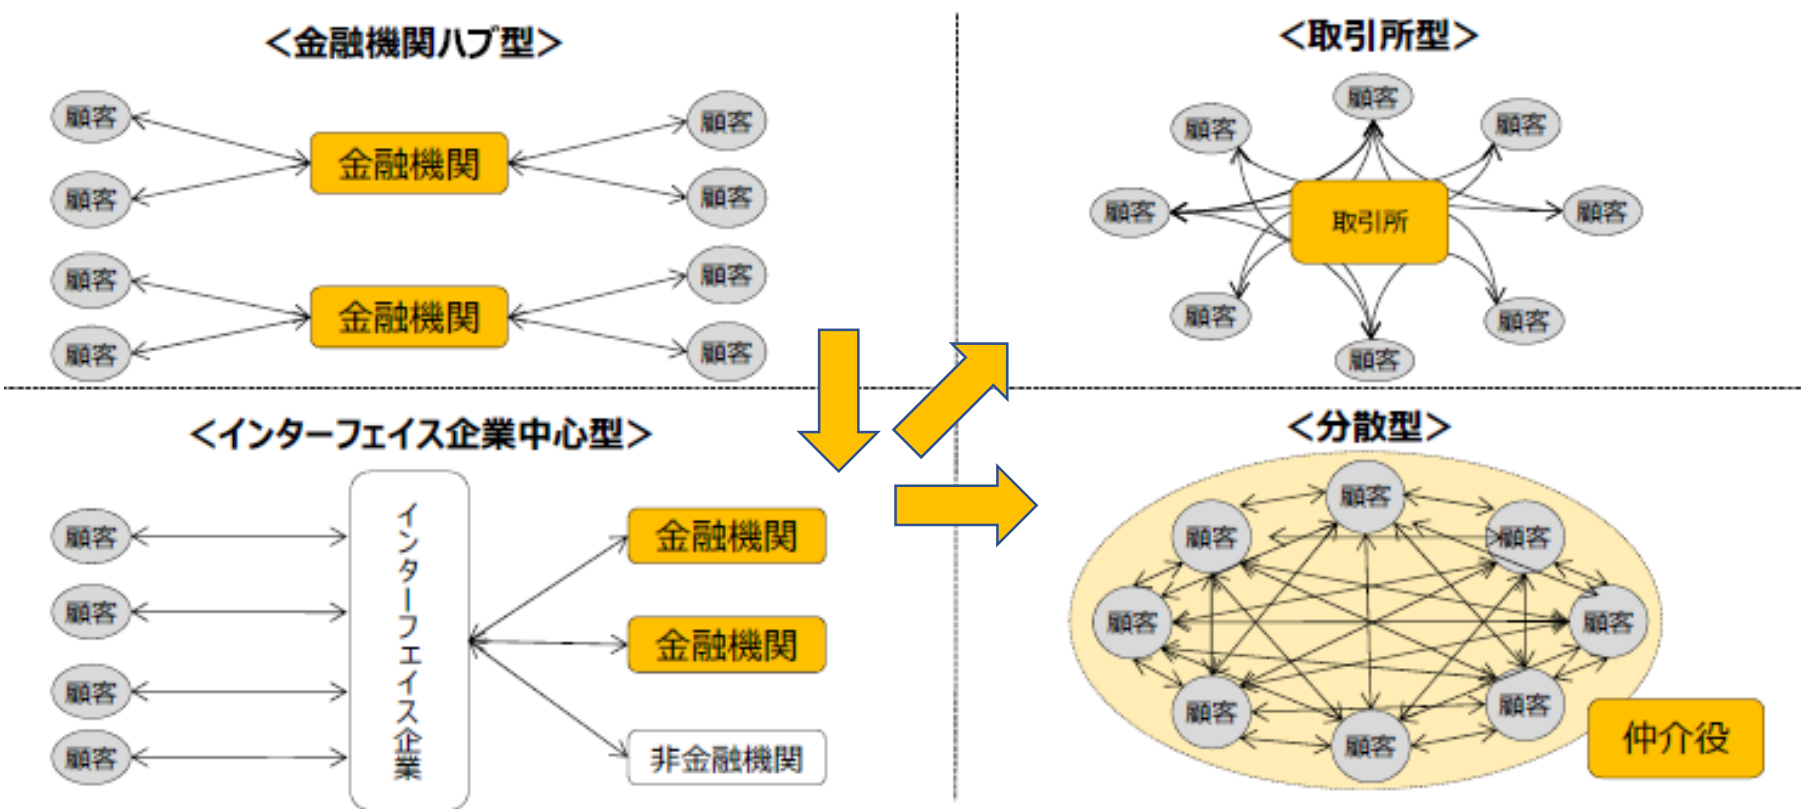 <金融機関ハブ型>
顧客
顧客
金融機関
顧客
顧客
顧客
顧客
金融機関
顧客
顧客
<取引所型>
顧客
顧客
顧客
顧客
取引所
顧客
顧客
顧客
顧客
<インターフェイス企業中心型>
顧客
顧客
顧客
顧客
インターフェイス企業
金融機関
金融機関
非金融機関
<分散型>
顧客
顧客
顧客
顧客
顧客
顧客
顧客
顧客
仲介役